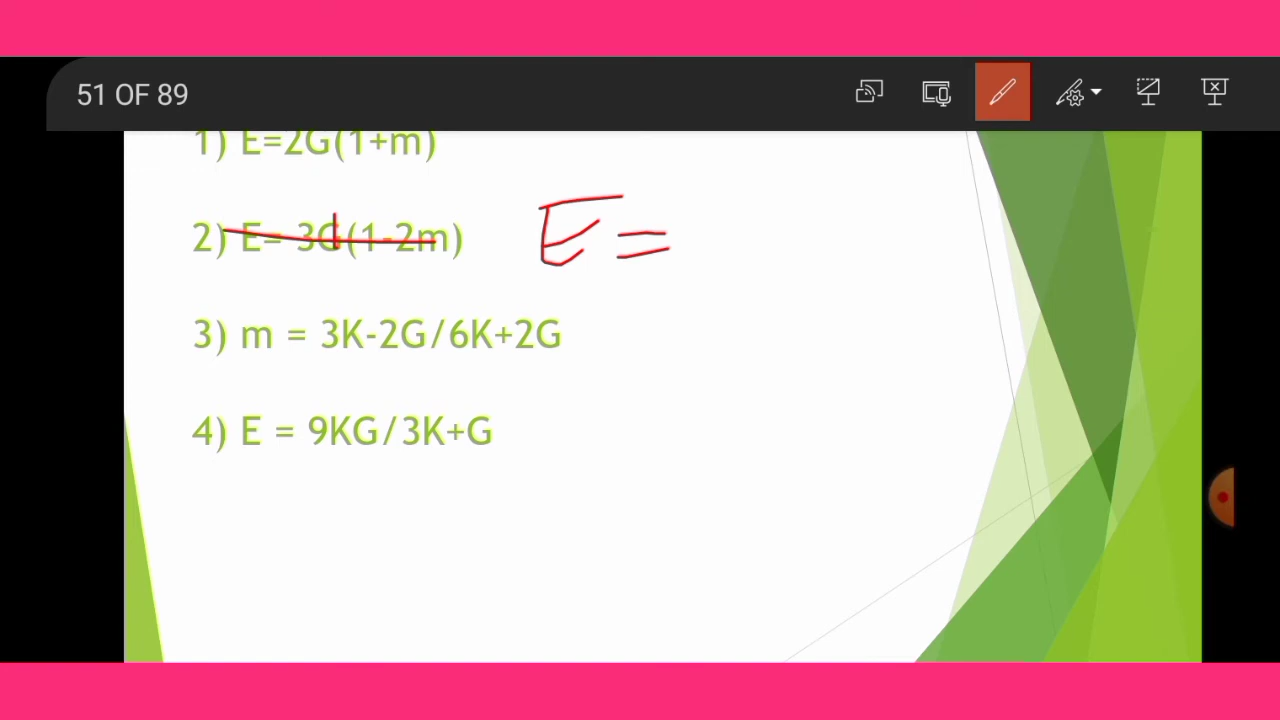 51 OF 89
1) E=2G(1+m)
2) E= 3G(1-2m) E=
3) m = 3K-2G/6K+2G
4) E = 9KG/3K+G